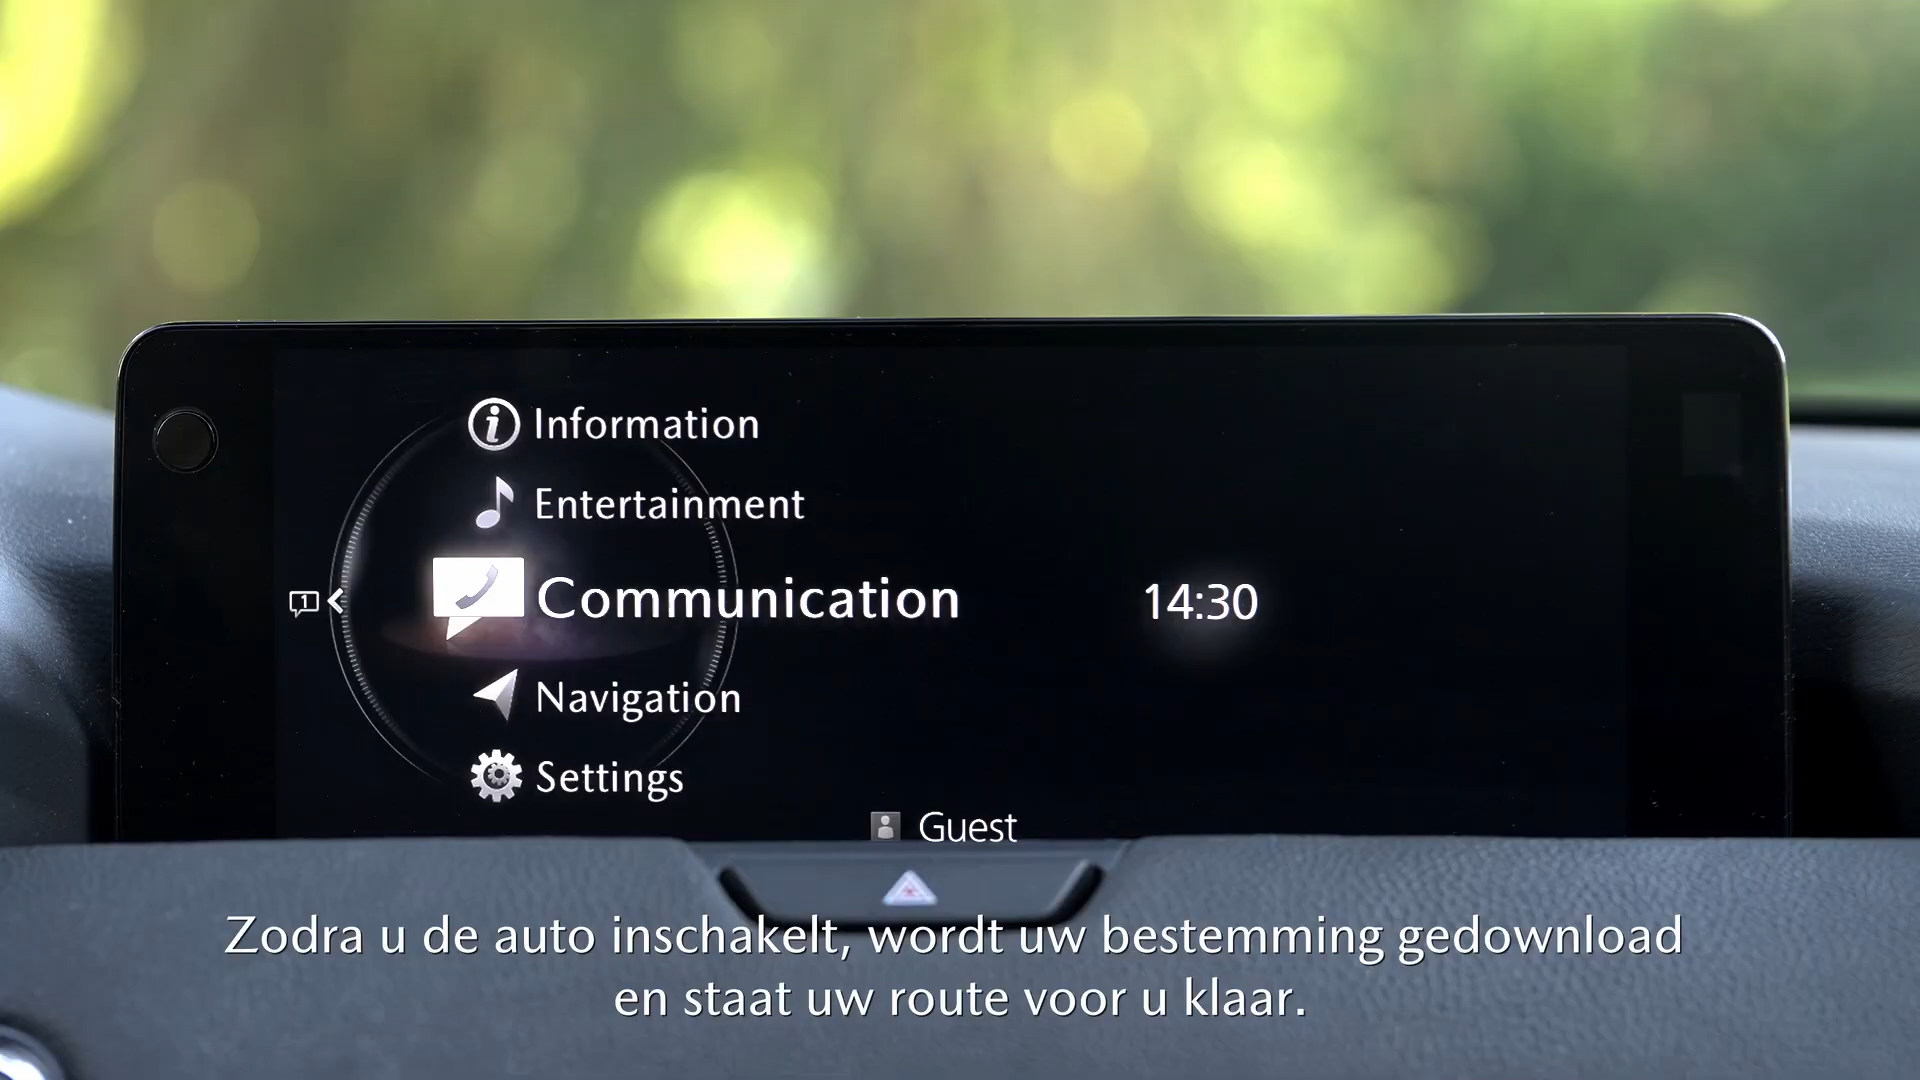 Information
Entertainment
1
Communication
14:30
Navigation
Settings
Guest
Zodra u de auto inschakelt, wordt uw bestemming gedownload
en staat uw route voor u klaar.